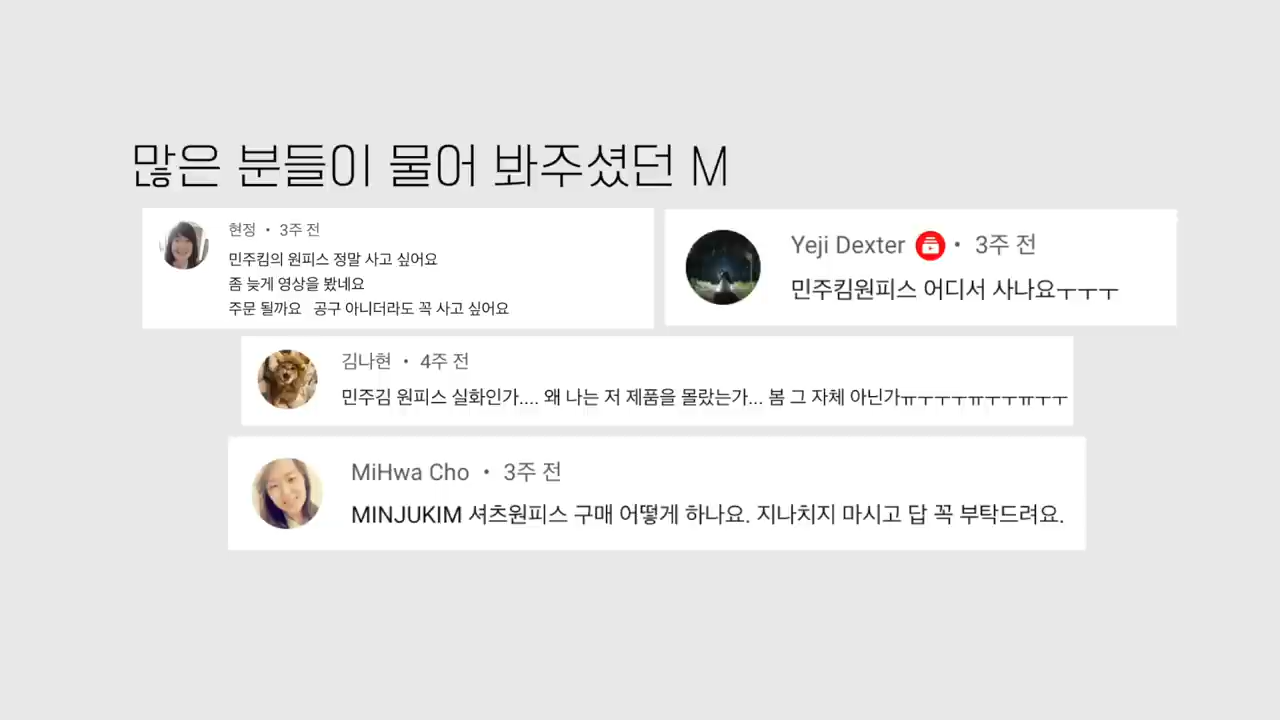 많은 분들이 물어 봐주셨던 M
현정 • 3주 전
민주킴의 원피스 정말 사고 싶어요
좀 늦게 영상을 봤네요
주문 될까요 공구 아니더라도 꼭 사고 싶어요
Yeji Dexter • 3주 전
민주킴원피스 어디서 사나요ㅜㅜㅜ
김나현 • 4주 전
민주김 원피스 실화인가.... 왜 나는 저 제품을 몰랐는가... 봄 그 자체 아닌가ㅠㅜㅜㅜㅠㅜㅜㅠㅜㅜ
MiHwa Cho • 3주 전
MINJUKIM 셔츠원피스 구매 어떻게 하나요. 지나치지 마시고 답 꼭 부탁드려요.